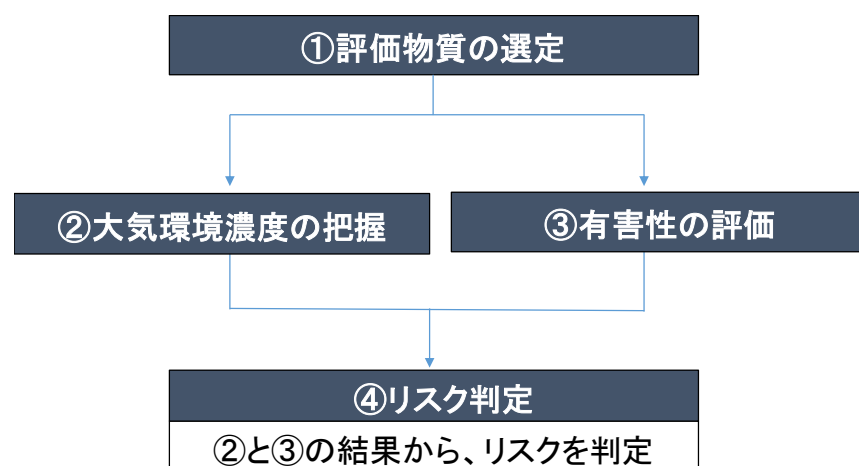 ①評価物質の選定
②大気環境濃度の把握
③有害性の評価
④リスク判定
②と③の結果から、リスクを判定